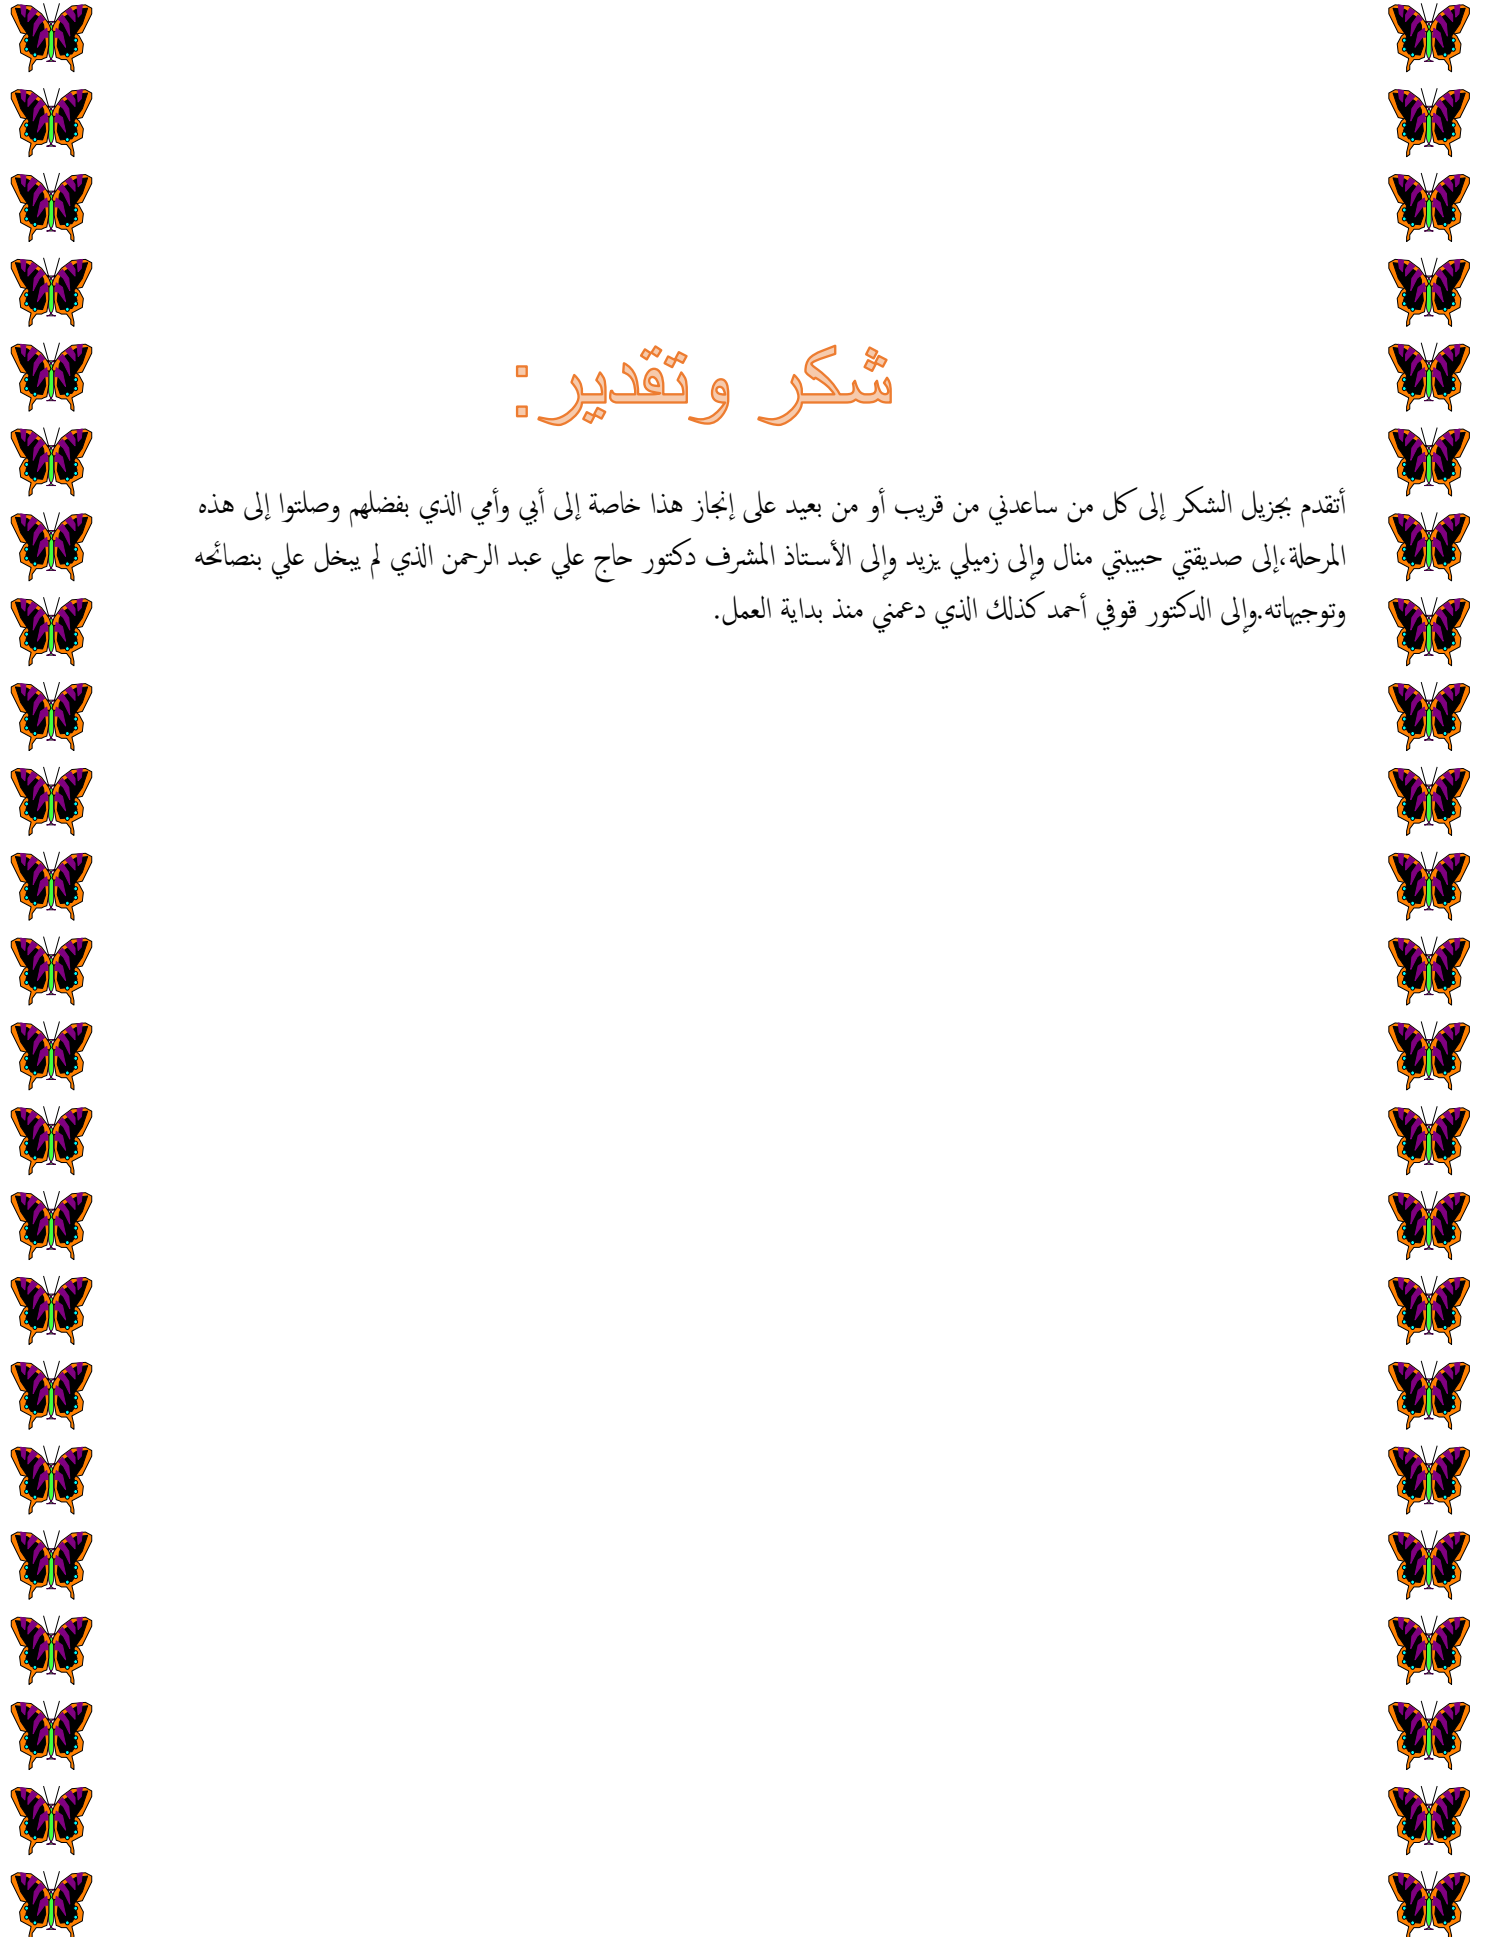 شكر وتقدير:
أتقدم بجزيل الشكر إلى كل من ساعدني من قريب أو من بعيد على إنجاز هذا خاصة إلى أبي وأمي الذي بفضلهم وصلتوا إلى هذه
المرحلة،إلى صديقتي حبيبتي منال وإلى زميلي يزيد وإلى الأستاذ المشرف دكتور حاج علي عبد الرحمن الذي لم يبخل علي بنصائحه
وتوجيهاته.وإلى الدكتور قوفي أحمد كذلك الذي دعمني منذ بداية العمل.